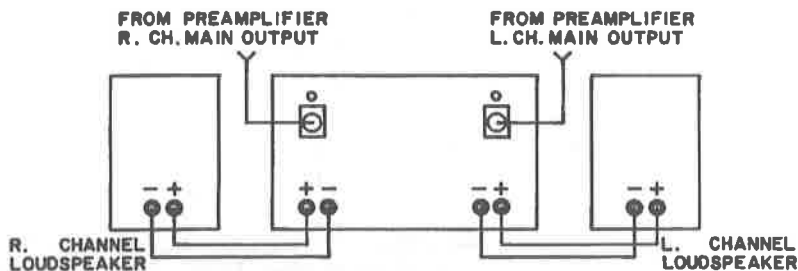 FROM PREAMPLIFIER
R. CH. MAIN OUTPUT
FROM PREAMPLIFIER
L. CH. MAIN OUTPUT
- +
+ -
- +
- +
R. CHANNEL
LOUDSPEAKER
L. CHANNEL
LOUDSPEAKER